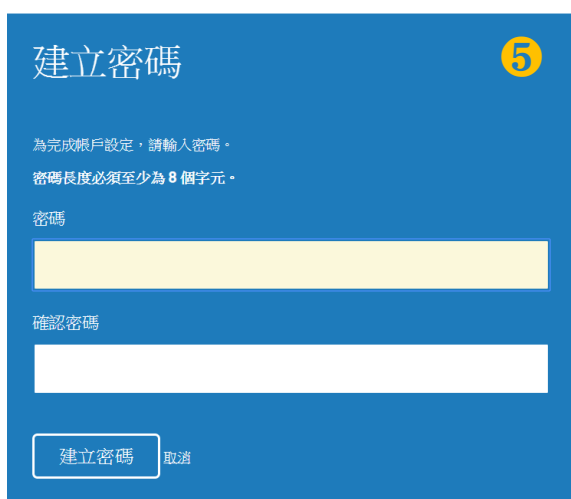 建立密碼
5
為完成帳戶設定,請輸入密碼。
密碼長度必須至少為 8 個字元。
密碼
確認密碼
建立密碼 取消